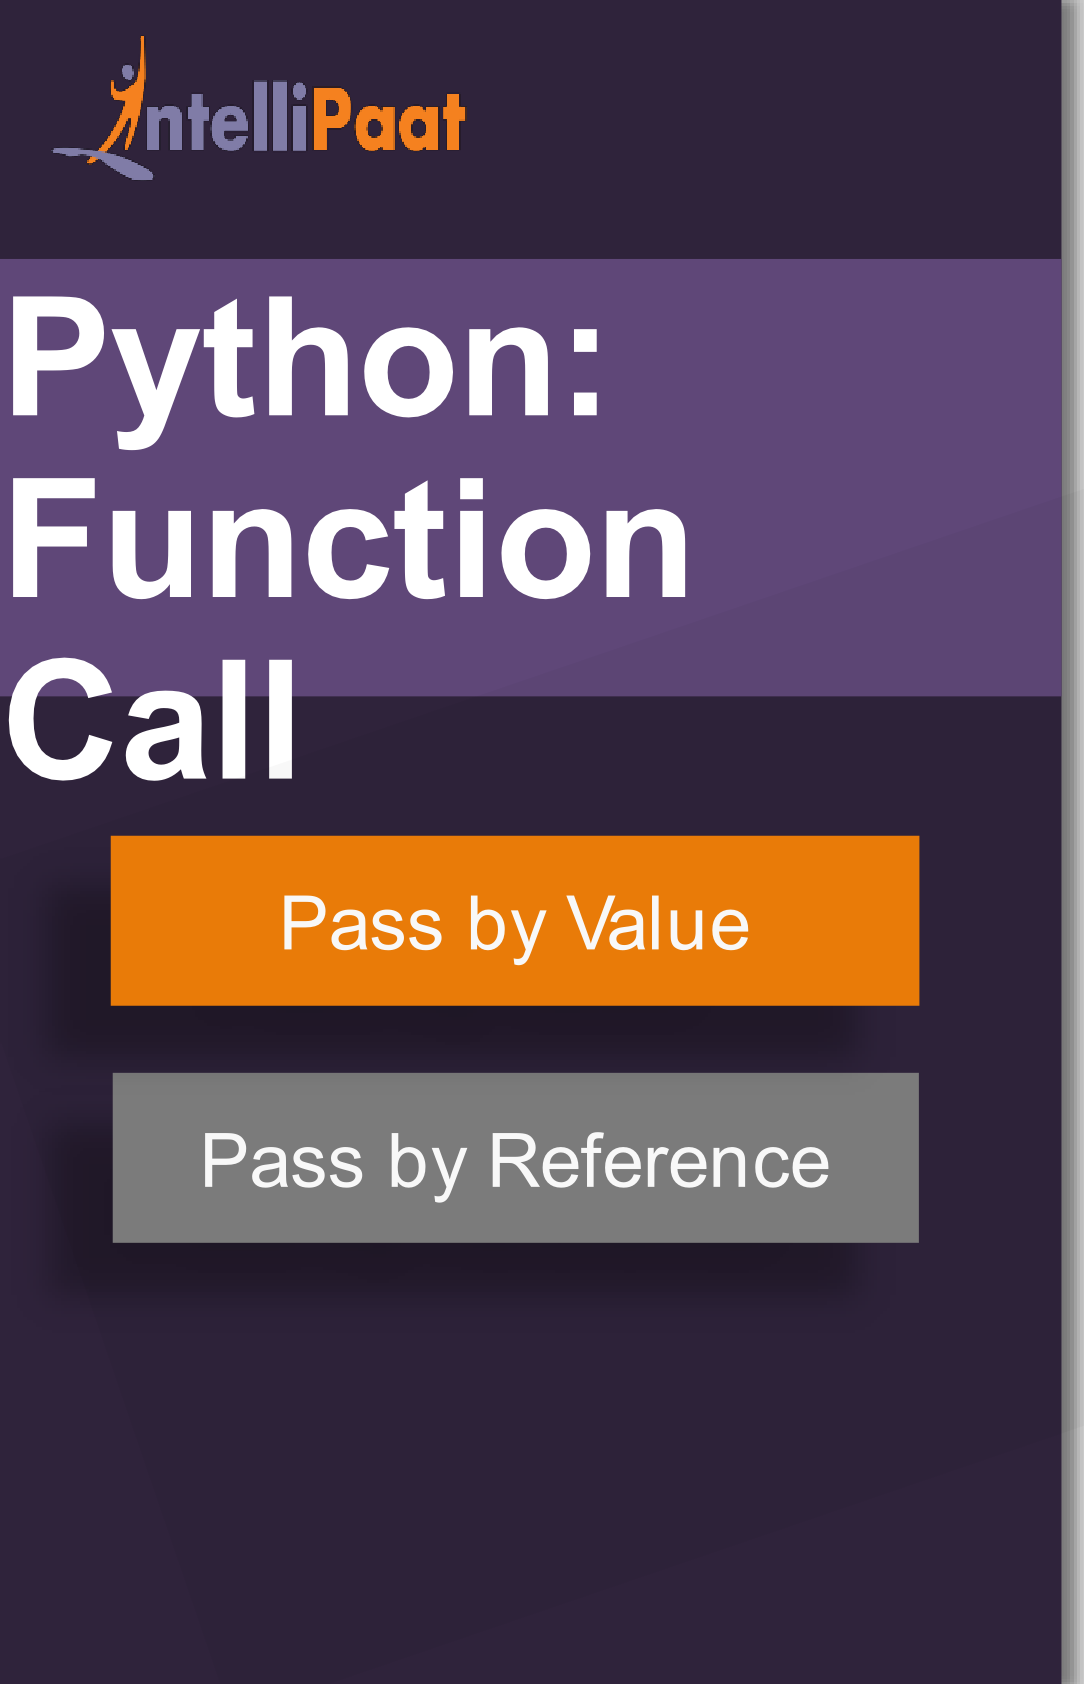 IntelliPaat
Python:
Function
Call
Pass by Value
Pass by Reference